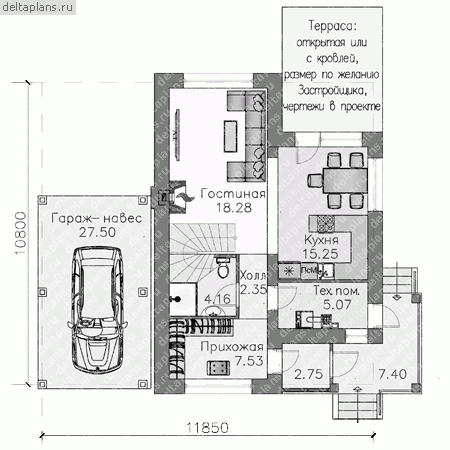 deltaplans.ru
Терраса:
открытая или
с кровлей,
размер по желанию
Застройщика,
чертежи в проекте
Гостиная
18.28
Гараж-навес
27.50
Кухня
15.25
ПсМ
Холл
2.35
4.16
Тех.пом.
5.07
Прихожая
7.53
2.75
7.40
10800
11850